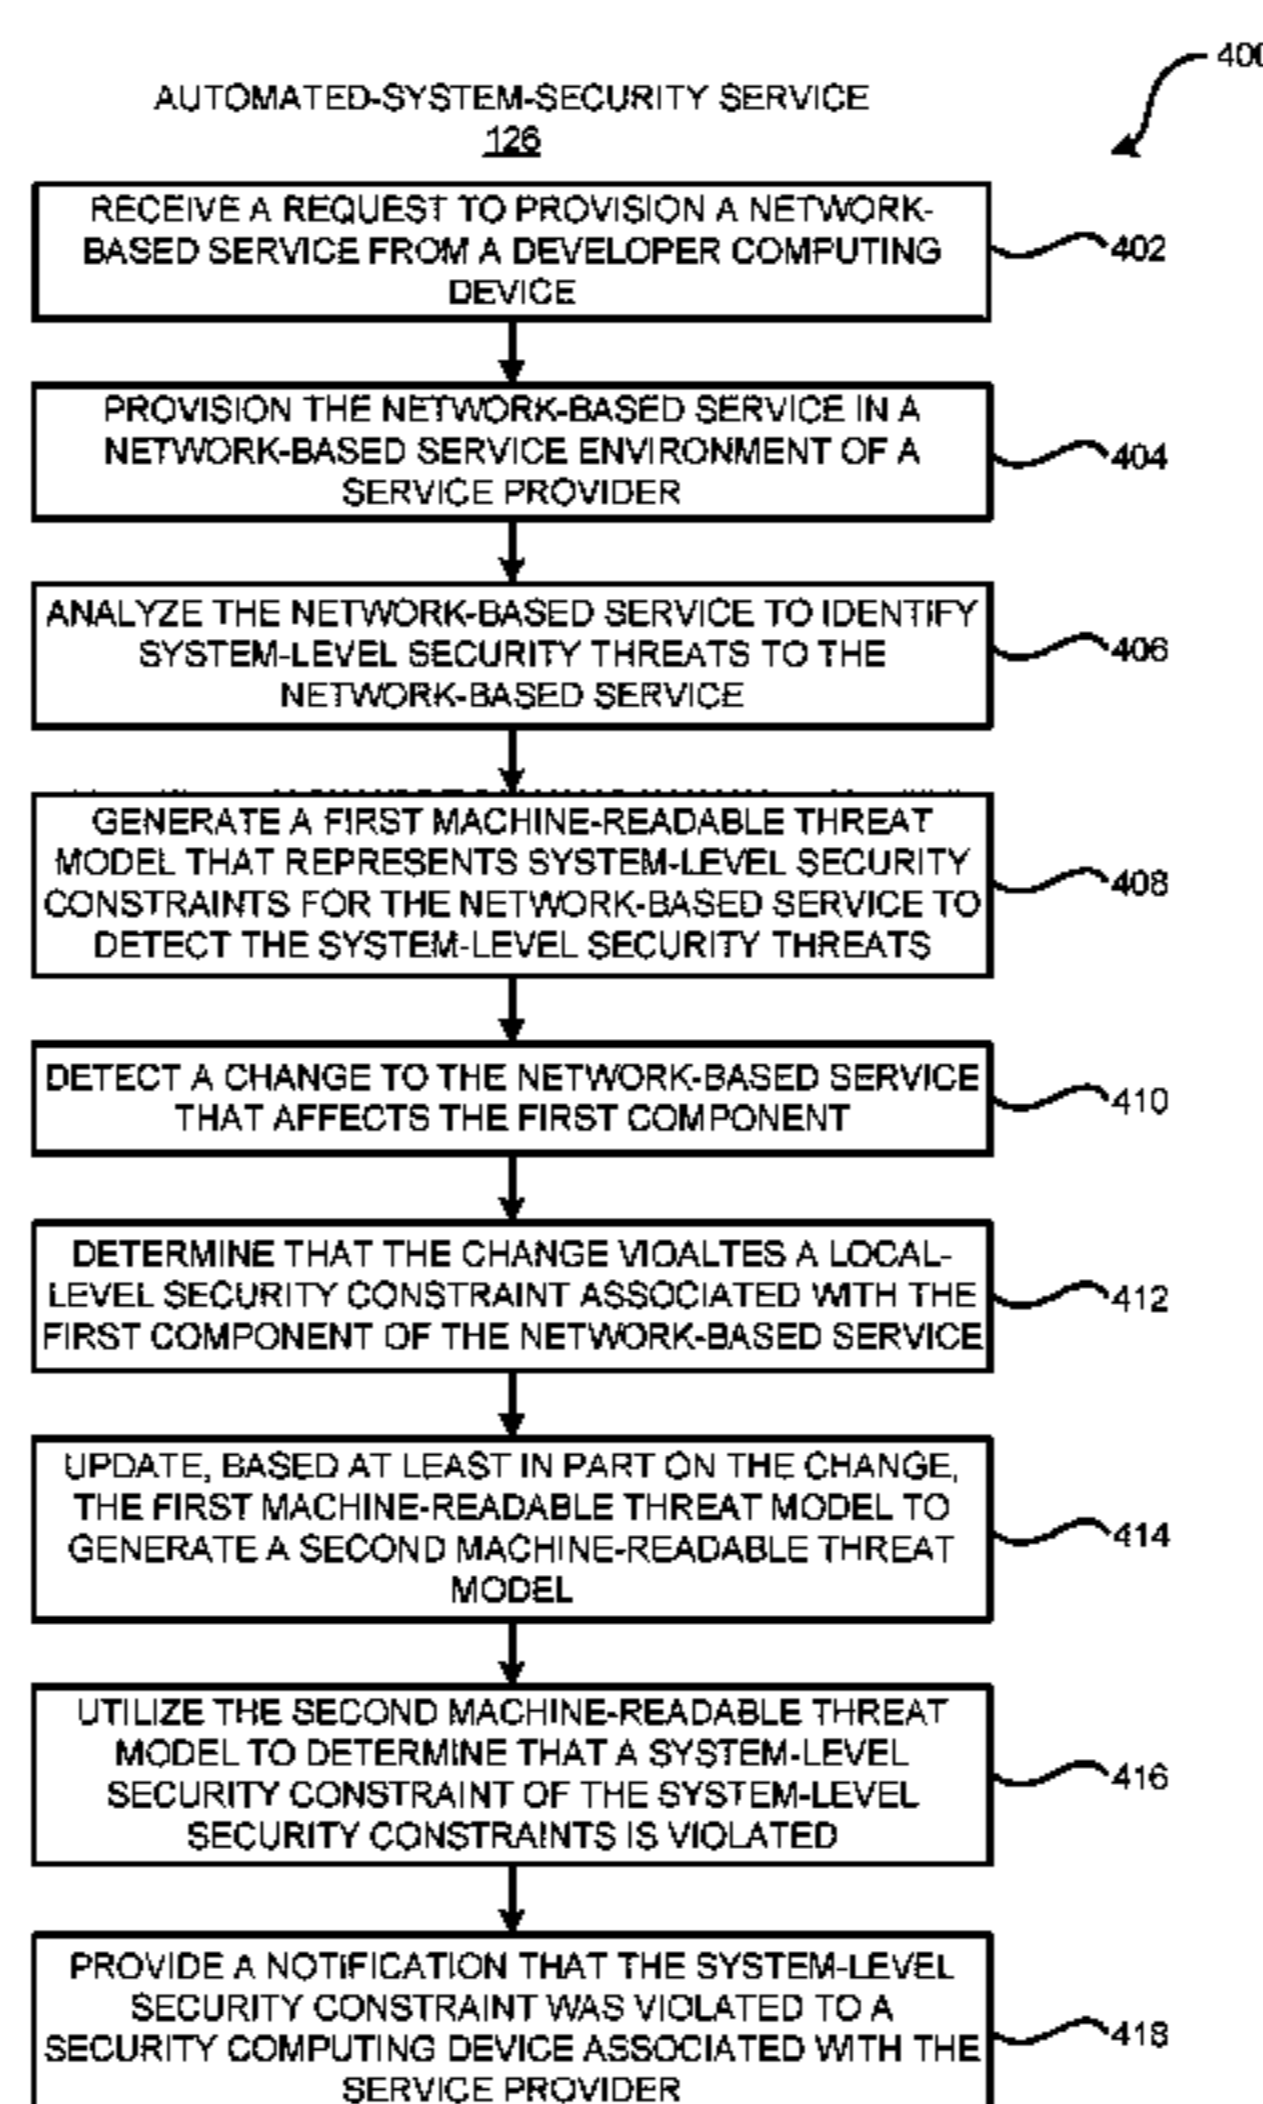 400
AUTOMATED-SYSTEM-SECURITY SERVICE
126
RECEIVE A REQUEST TO PROVISION A NETWORK-
BASED SERVICE FROM A DEVELOPER COMPUTING
DEVICE
402
PROVISION THE NETWORK-BASED SERVICE IN A
NETWORK-BASED SERVICE ENVIRONMENT OF A
SERVICE PROVIDER
404
ANALYZE THE NETWORK-BASED SERVICE TO IDENTIFY
SYSTEM-LEVEL SECURITY THREATS TO THE
NETWORK-BASED SERVICE
406
GENERATE A FIRST MACHINE-READABLE THREAT
MODEL THAT REPRESENTS SYSTEM-LEVEL SECURITY
CONSTRAINTS FOR THE NETWORK-BASED SERVICE TO
DETECT THE SYSTEM-LEVEL SECURITY THREATS
408
DETECT A CHANGE TO THE NETWORK-BASED SERVICE
THAT AFFECTS THE FIRST COMPONENT
410
DETERMINE THAT THE CHANGE VIOALTES A LOCAL-
LEVEL SECURITY CONSTRAINT ASSOCIATED WITH THE
FIRST COMPONENT OF THE NETWORK-BASED SERVICE
412
UPDATE, BASED AT LEAST IN PART ON THE CHANGE,
THE FIRST MACHINE-READABLE THREAT MODEL TO
GENERATE A SECOND MACHINE-READABLE THREAT
MODEL
414
UTILIZE THE SECOND MACHINE-READABLE THREAT
MODEL TO DETERMINE THAT A SYSTEM-LEVEL
SECURITY CONSTRAINT OF THE SYSTEM-LEVEL
SECURITY CONSTRAINTS IS VIOLATED
416
PROVIDE A NOTIFICATION THAT THE SYSTEM-LEVEL
SECURITY CONSTRAINT WAS VIOLATED TO A
SECURITY COMPUTING DEVICE ASSOCIATED WITH THE
SERVICE PROVIDER
418